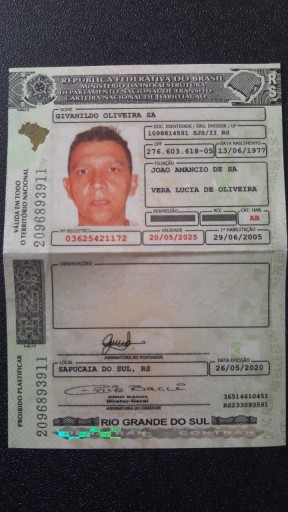 REPÚBLICA FEDERATIVA DO BRASIL
MINISTÉRIO DA INFRAESTRUTURA
DEPARTAMENTO NACIONAL DE TRÂNSITO
CARTEIRA NACIONAL DE HABILITAÇÃO
RS
NOME
GIVANILDO OLIVEIRA SA
DOC. IDENTIDADE / ÓRG. EMISSOR / UF
1098814591 SJS/II RS
CPF
276.603.618-05
DATA NASCIMENTO
13/06/1977
FILIAÇÃO
JOAO AMANCIO DE SA
VERA LUCIA DE OLIVEIRA
PERMISSÃO
ACC
CAT. HAB.
AB
Nº REGISTRO
03625421172
VALIDADE
20/05/2025
1ª HABILITAÇÃO
29/06/2005
VÁLIDA EM TODO
O TERRITÓRIO NACIONAL
2096893911
OBSERVAÇÕES
ASSINATURA DO PORTADOR
LOCAL
SAPUCAIA DO SUL, RS
DATA EMISSÃO
26/05/2020
Diretor-Geral
ASSINATURA DO EMISSOR
36514610451
RS233093591
PROIBIDO PLASTIFICAR
2096893911
RIO GRANDE DO SUL
CONTRAN